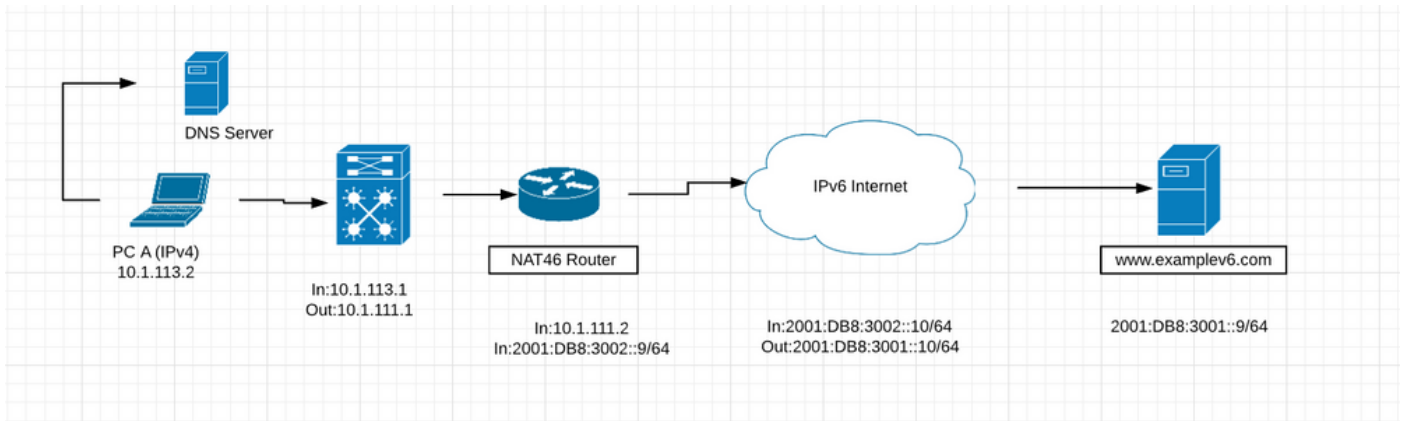 DNS Server
PC A (IPv4)
10.1.113.2
In:10.1.113.1
Out:10.1.111.1
NAT46 Router
In:10.1.111.2
In:2001:DB8:3002::9/64
IPv6 Internet
In:2001:DB8:3002::10/64
Out:2001:DB8:3001::10/64
www.examplev6.com
2001:DB8:3001::9/64